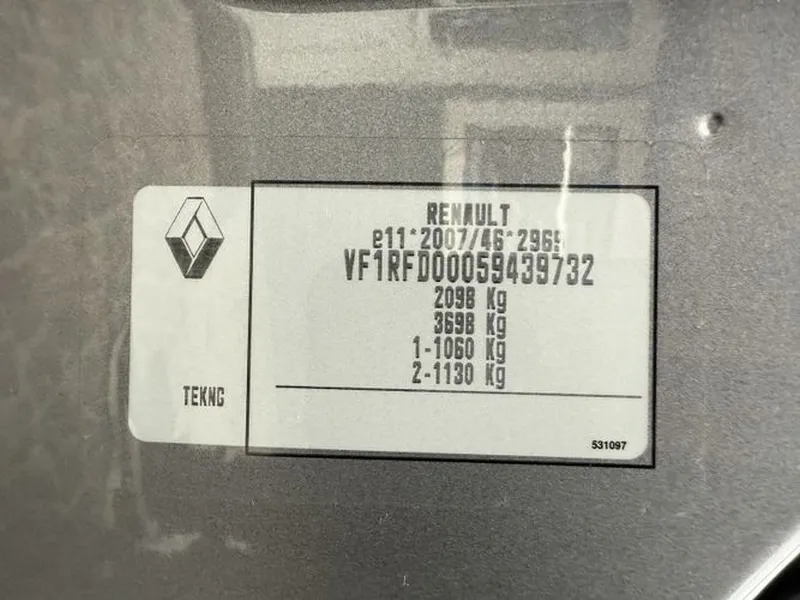 RENAULT
e11*2007/46*2969
VF1RFD00059439732
2098 Kg
3698 Kg
1-1060 Kg
2-1130 Kg
TEKNG
531097